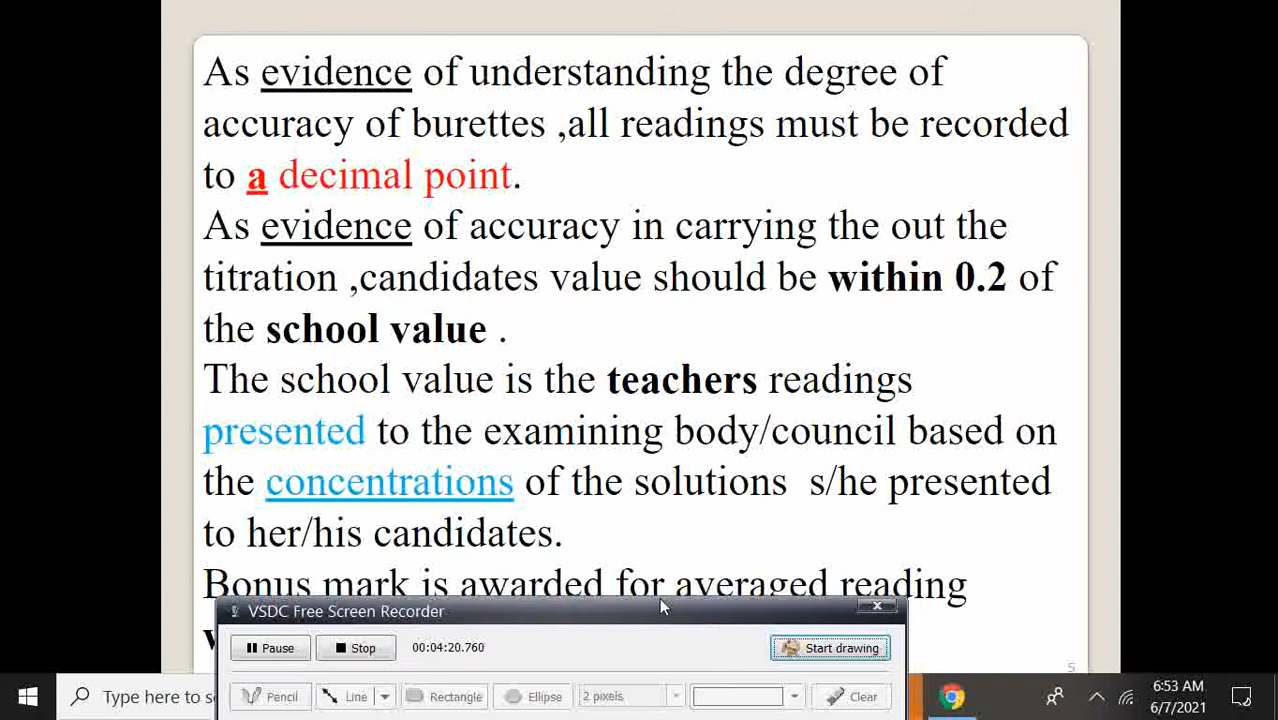 As evidence of understanding the degree of
accuracy of burettes ,all readings must be recorded
to a decimal point.
As evidence of accuracy in carrying the out the
titration ,candidates value should be within 0.2 of
the school value .
The school value is the teachers readings
presented to the examining body/council based on
the concentrations of the solutions s/he presented
to her/his candidates.
Bonus mark is awarded for averaged reading
VSDC Free Screen Recorder
Pause Stop 00:04:20.760 Start drawing
5
Pencil Line Rectangle Ellipse 2 pixels Clear
Type here to s
6:53 AM
6/7/2021